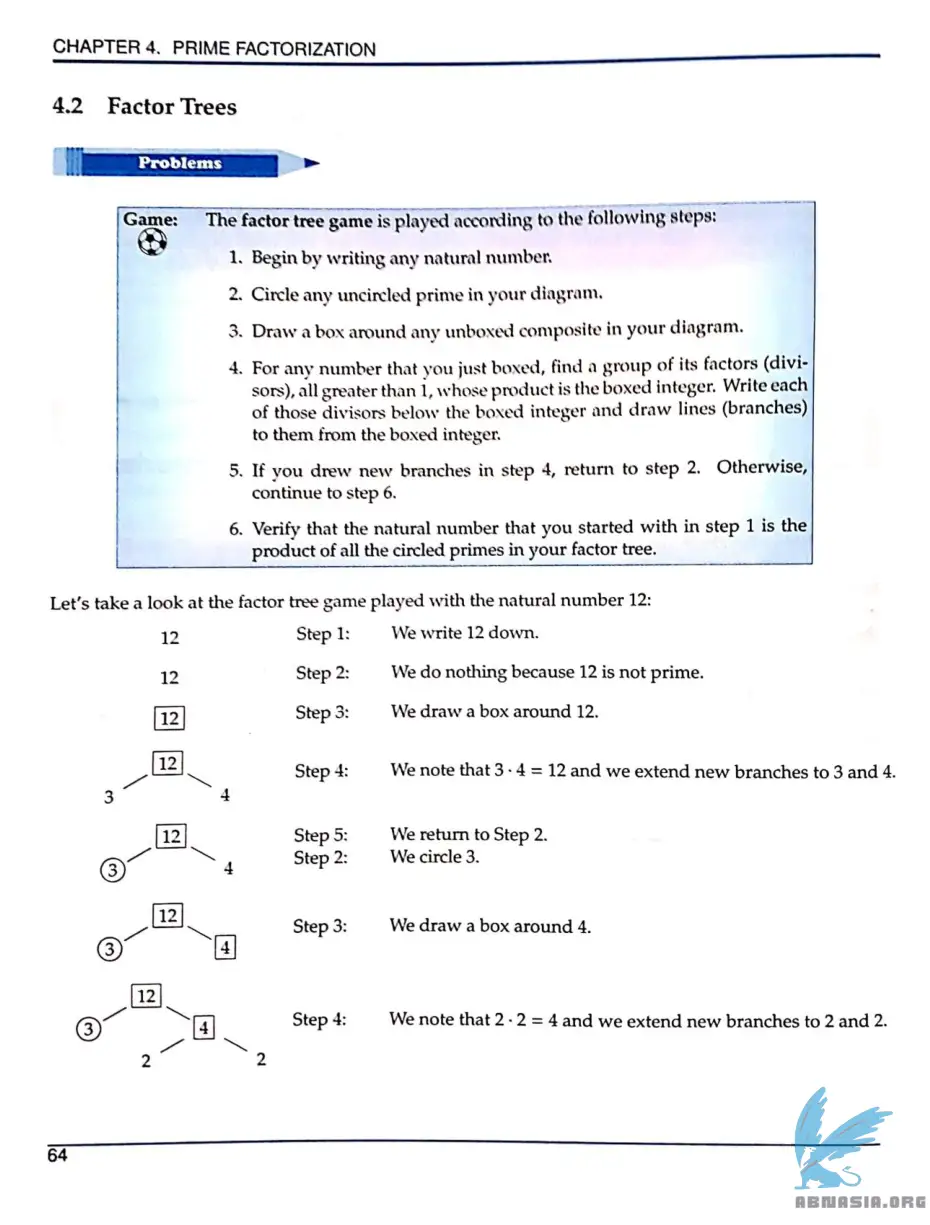 CHAPTER 4. PRIME FACTORIZATION
4.2 Factor Trees
Problems
Game: The factor tree game is played according to the following steps:
1. Begin by writing any natural number.
2. Circle any uncircled prime in your diagram.
3. Draw a box around any unboxed composite in your diagram.
4. For any number that you just boxed, find a group of its factors (divi-
sors), all greater than 1, whose product is the boxed integer. Write each
of those divisors below the boxed integer and draw lines (branches)
to them from the boxed integer.
5. If you drew new branches in step 4, return to step 2. Otherwise,
continue to step 6.
6. Verify that the natural number that you started with in step 1 is the
product of all the circled primes in your factor tree.
Let's take a look at the factor tree game played with the natural number 12:
12 Step 1: We write 12 down.
12 Step 2: We do nothing because 12 is not prime.
12 Step 3: We draw a box around 12.
12
Step 4: We note that 3 · 4 = 12 and we extend new branches to 3 and 4.
3 4
12 Step 5: We return to Step 2.
3 4 Step 2: We circle 3.
12
Step 3: We draw a box around 4.
3 4
12
3 4 Step 4: We note that 2 · 2 = 4 and we extend new branches to 2 and 2.
2 2
64
ABNASIA.ORG